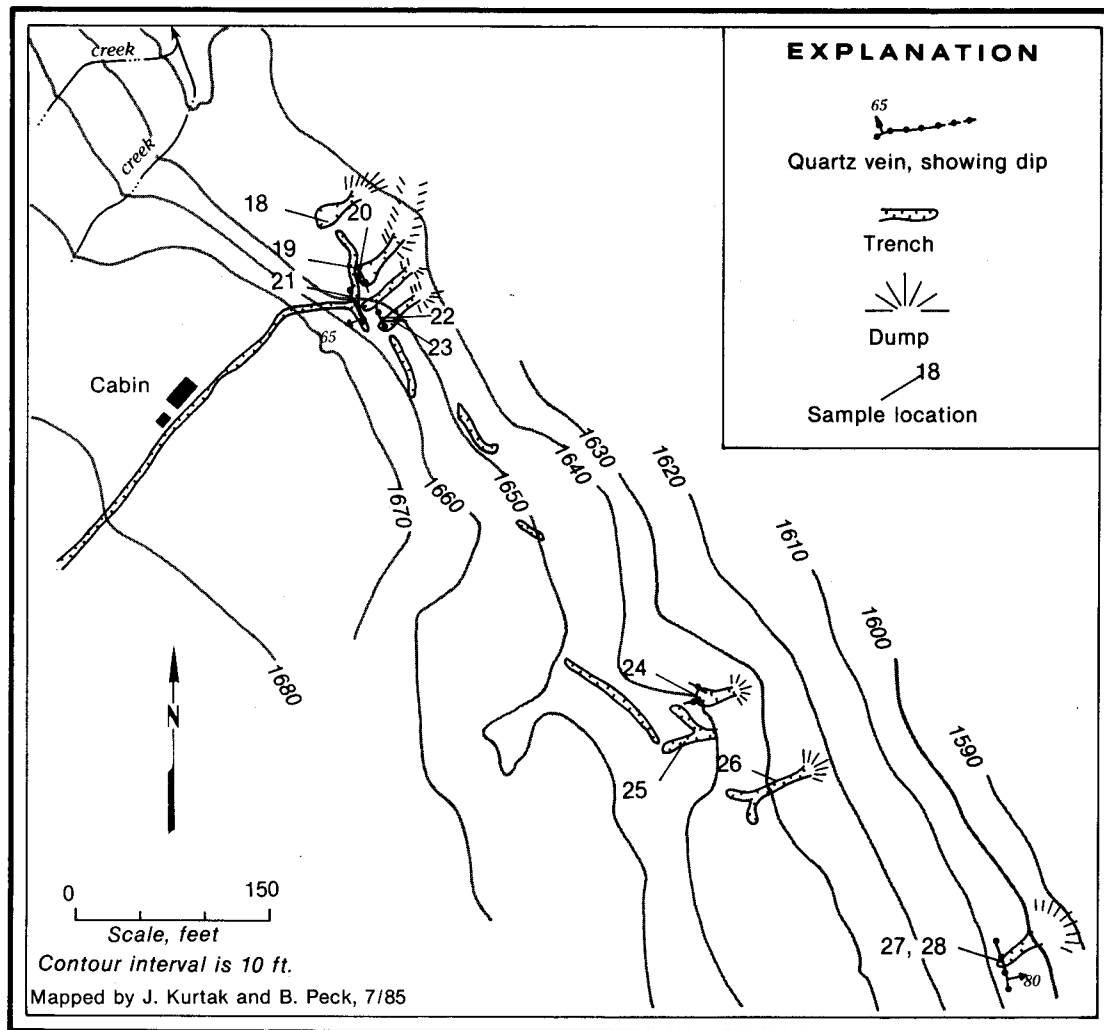 creek
creek
EXPLANATION
65
Quartz vein, showing dip
Trench
Dump
18
Sample location
18
20
19
21
22
23
65
Cabin
1670
1660
1650
1640
1630
1620
1610
1600
1590
1680
24
25
26
27, 28
80
N
0 150
Scale, feet
Contour interval is 10 ft.
Mapped by J. Kurtak and B. Peck, 7/85